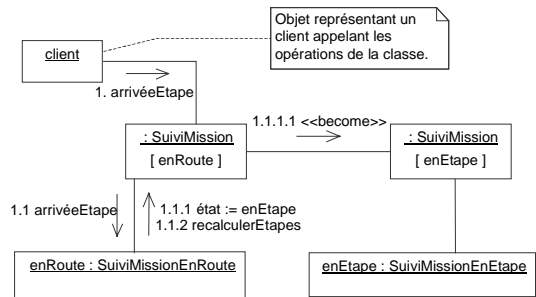 Objet représentant un
client appelant les
opérations de la classe.
client
1. arrivéeEtape
1.1.1.1 <<become>>
: SuiviMission
[ enRoute ]
: SuiviMission
[ enEtape ]
1.1 arrivéeEtape
1.1.1 état := enEtape
1.1.2 recalculerEtapes
enRoute : SuiviMissionEnRoute
enEtape : SuiviMissionEnEtape